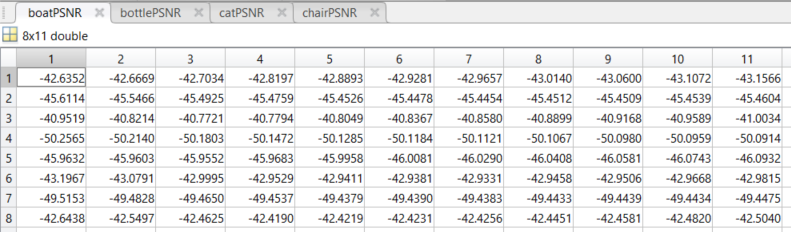 boatPSNR bottlePSNR catPSNR chairPSNR
8x11 double
1 2 3 4 5 6 7 8 9 10 11
1 -42.6352 -42.6669 -42.7034 -42.8197 -42.8893 -42.9281 -42.9657 -43.0140 -43.0600 -43.1072 -43.1566
2 -45.6114 -45.5466 -45.4925 -45.4759 -45.4526 -45.4478 -45.4454 -45.4512 -45.4509 -45.4539 -45.4604
3 -40.9519 -40.8214 -40.7721 -40.7794 -40.8049 -40.8367 -40.8580 -40.8899 -40.9168 -40.9589 -41.0034
4 -50.2565 -50.2140 -50.1803 -50.1472 -50.1285 -50.1184 -50.1121 -50.1067 -50.0980 -50.0959 -50.0914
5 -45.9632 -45.9603 -45.9552 -45.9683 -45.9958 -46.0081 -46.0290 -46.0408 -46.0581 -46.0743 -46.0932
6 -43.1967 -43.0791 -42.9995 -42.9529 -42.9411 -42.9381 -42.9331 -42.9458 -42.9506 -42.9668 -42.9815
7 -49.5153 -49.4828 -49.4650 -49.4537 -49.4379 -49.4390 -49.4383 -49.4433 -49.4439 -49.4434 -49.4475
8 -42.6438 -42.5497 -42.4625 -42.4190 -42.4219 -42.4231 -42.4256 -42.4451 -42.4581 -42.4820 -42.5040